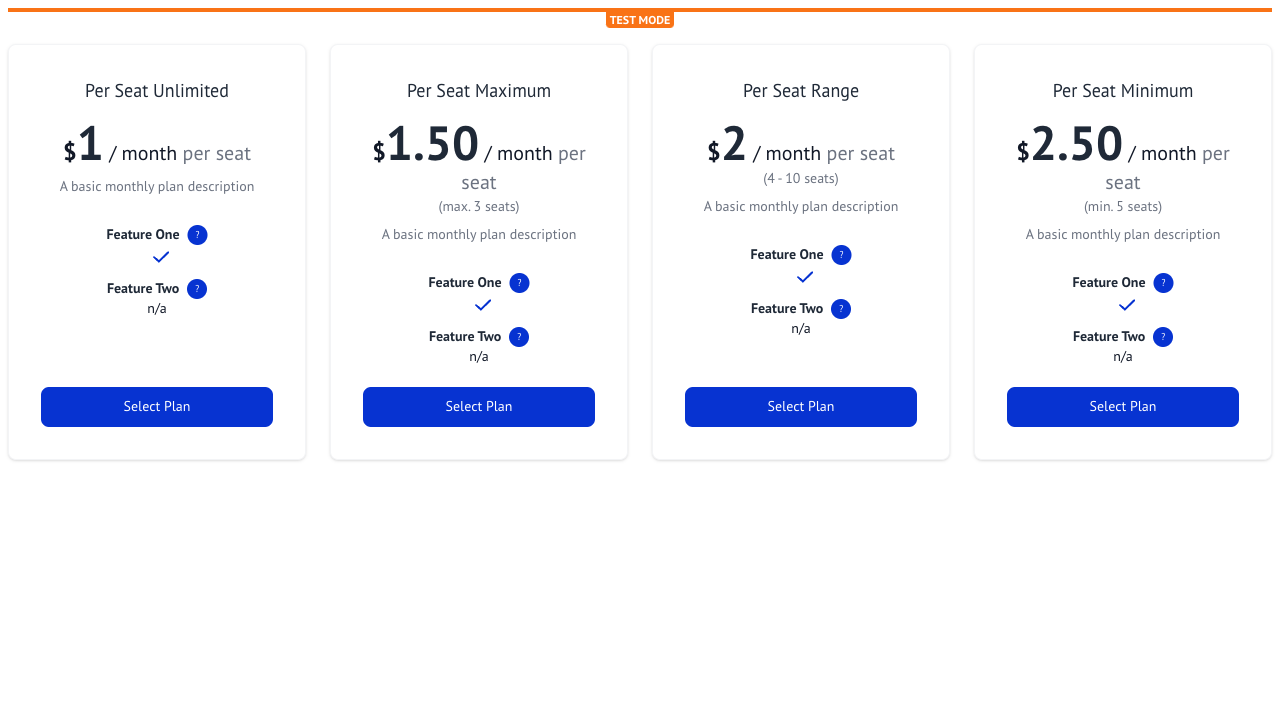 TEST MODE
Per Seat Unlimited
$1 / month per seat
A basic monthly plan description
Feature One ?
Feature Two ?
n/a
Select Plan
Per Seat Maximum
$1.50 / month per
seat
(max. 3 seats)
A basic monthly plan description
Feature One ?
Feature Two ?
n/a
Select Plan
Per Seat Range
$2 / month per seat
(4 - 10 seats)
A basic monthly plan description
Feature One ?
Feature Two ?
n/a
Select Plan
Per Seat Minimum
$2.50 / month per
seat
(min. 5 seats)
A basic monthly plan description
Feature One ?
Feature Two ?
n/a
Select Plan